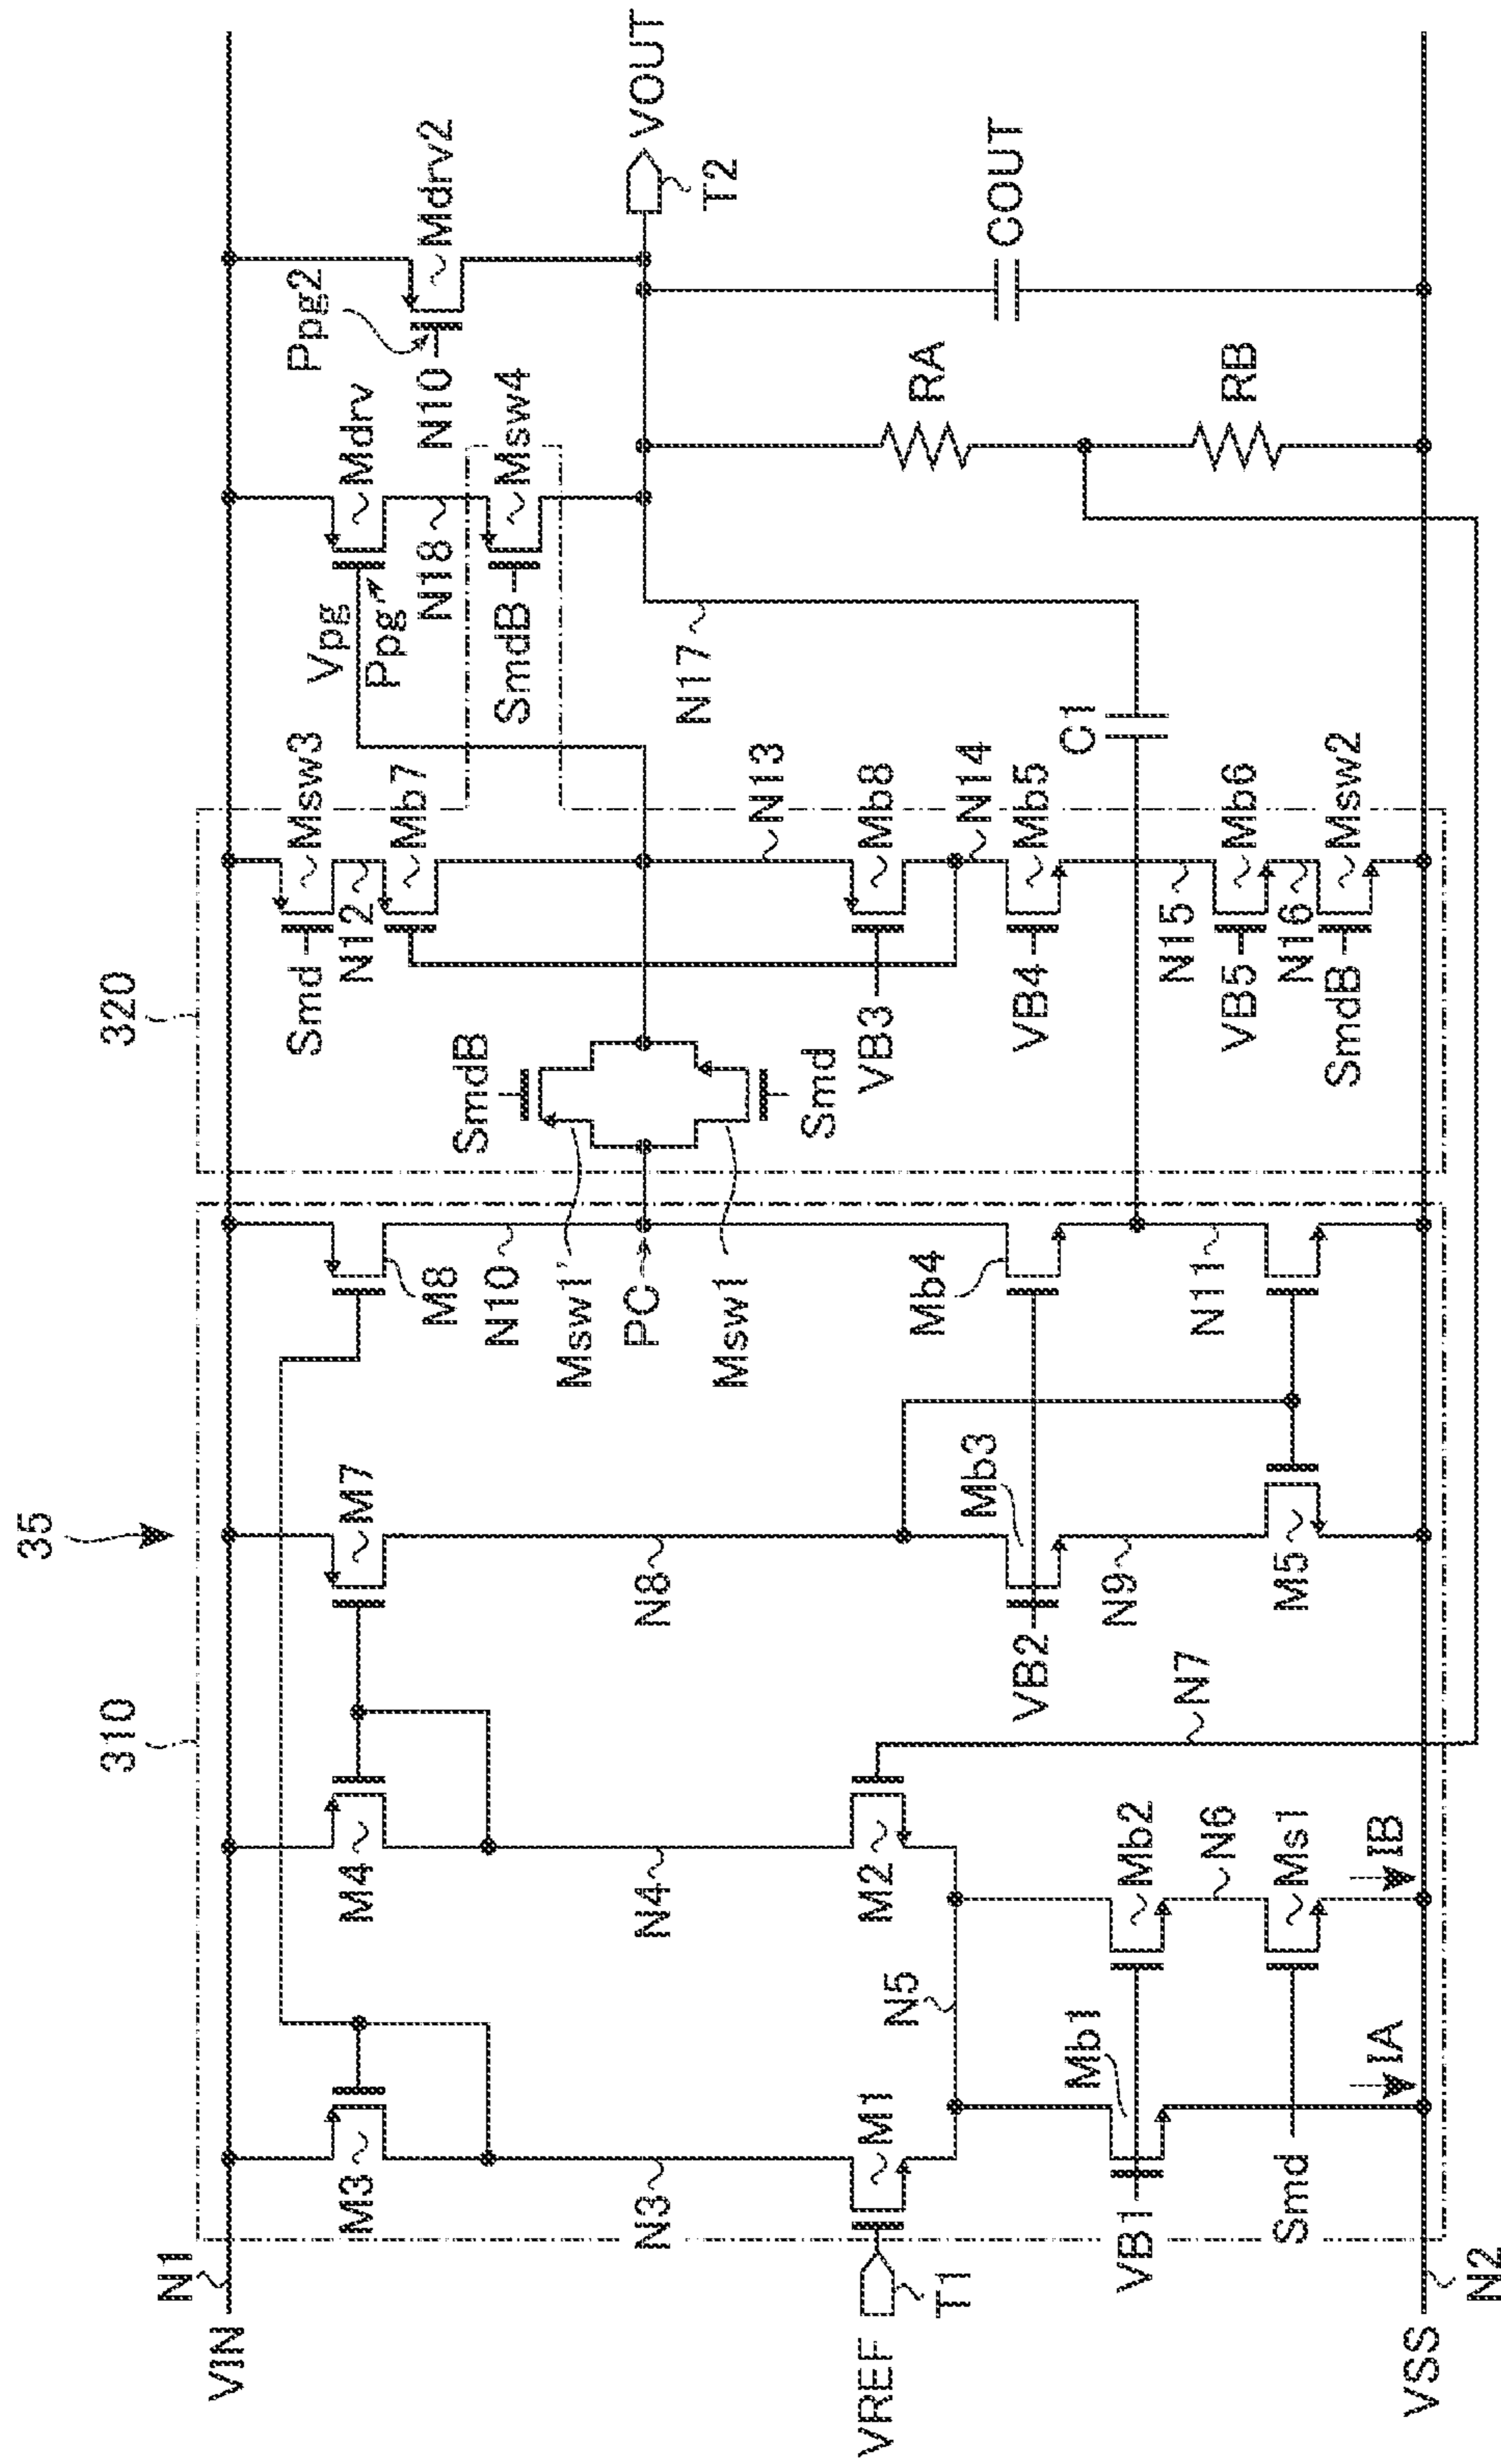 35
310
320
N1
VIN
M3
M4
M7
M8
N10
Msw1'
PC
Msw1
SmdB
Smd
Smd
N12
Msw3
Mb7
Vpg
Ppg'
N18
SmdB
Mdrv
Msw4
Ppg2
N10
Mdrv2
VOUT
T2
N3
N4
N8
N13
N17
VREF
T1
M1
M2
N5
Mb3
Mb4
VB3
Mb8
N14
VB4
Mb5
C1
RA
COUT
VB1
Mb1
Mb2
VB2
N9
N7
N11
N15
VB5
Mb6
N16
SmdB
Msw2
RB
Smd
N6
Ms1
M5
IA
IB
VSS
N2